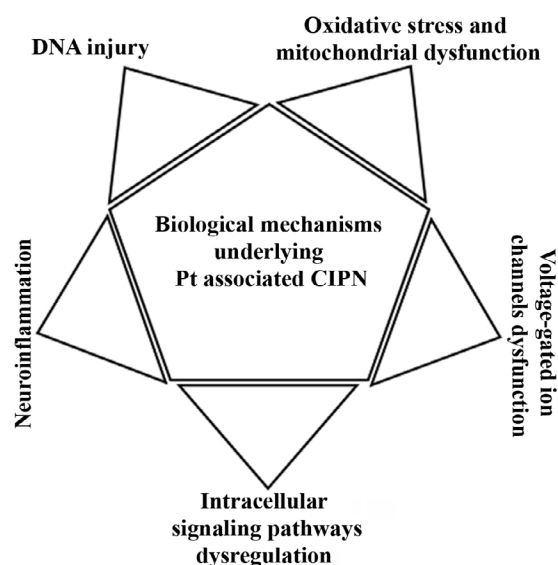 DNA injury
Oxidative stress and
mitochondrial dysfunction
Biological mechanisms
underlying
Pt associated CIPN
Neuroinflammation
Voltage-gated ion
channels dysfunction
Intracellular
signaling pathways
dysregulation